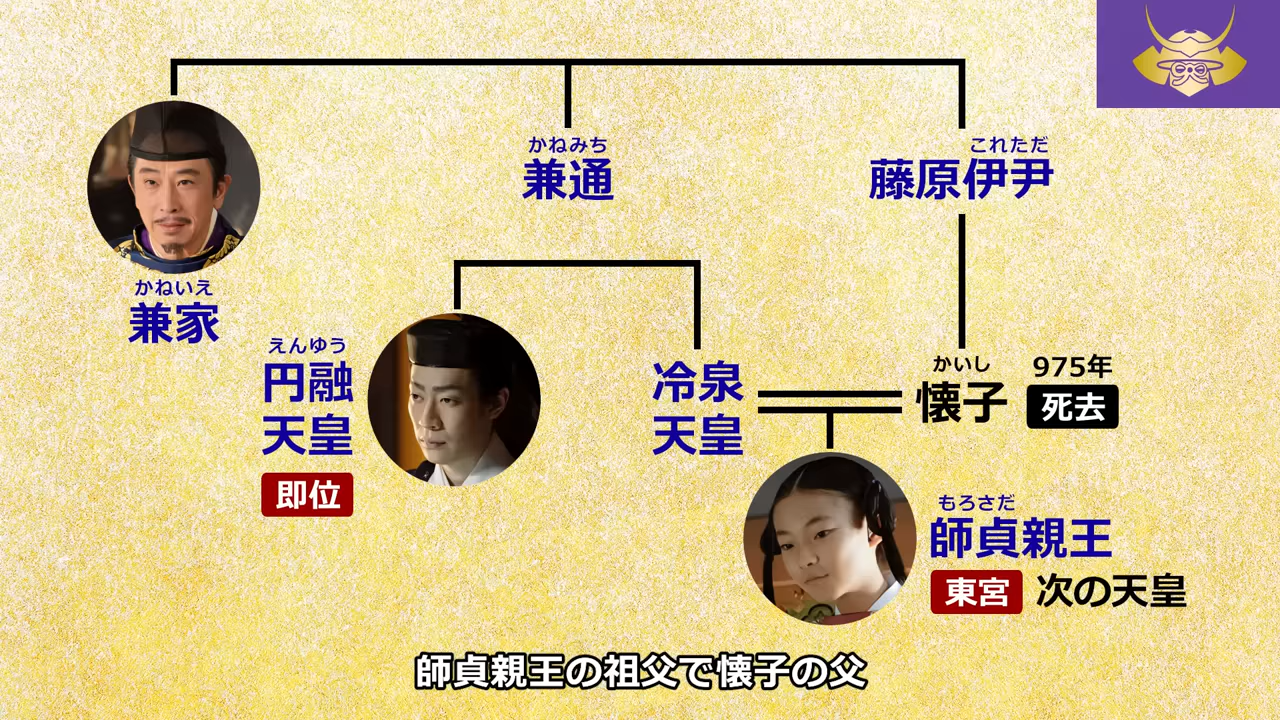 かねみち
兼通
これただ
藤原伊尹
かねいえ
兼家
えんゆう
円融
天皇
即位
冷泉
天皇
かいし
懐子
975年
死去
もろさだ
師貞親王
東宮 次の天皇
師貞親王の祖父で懐子の父